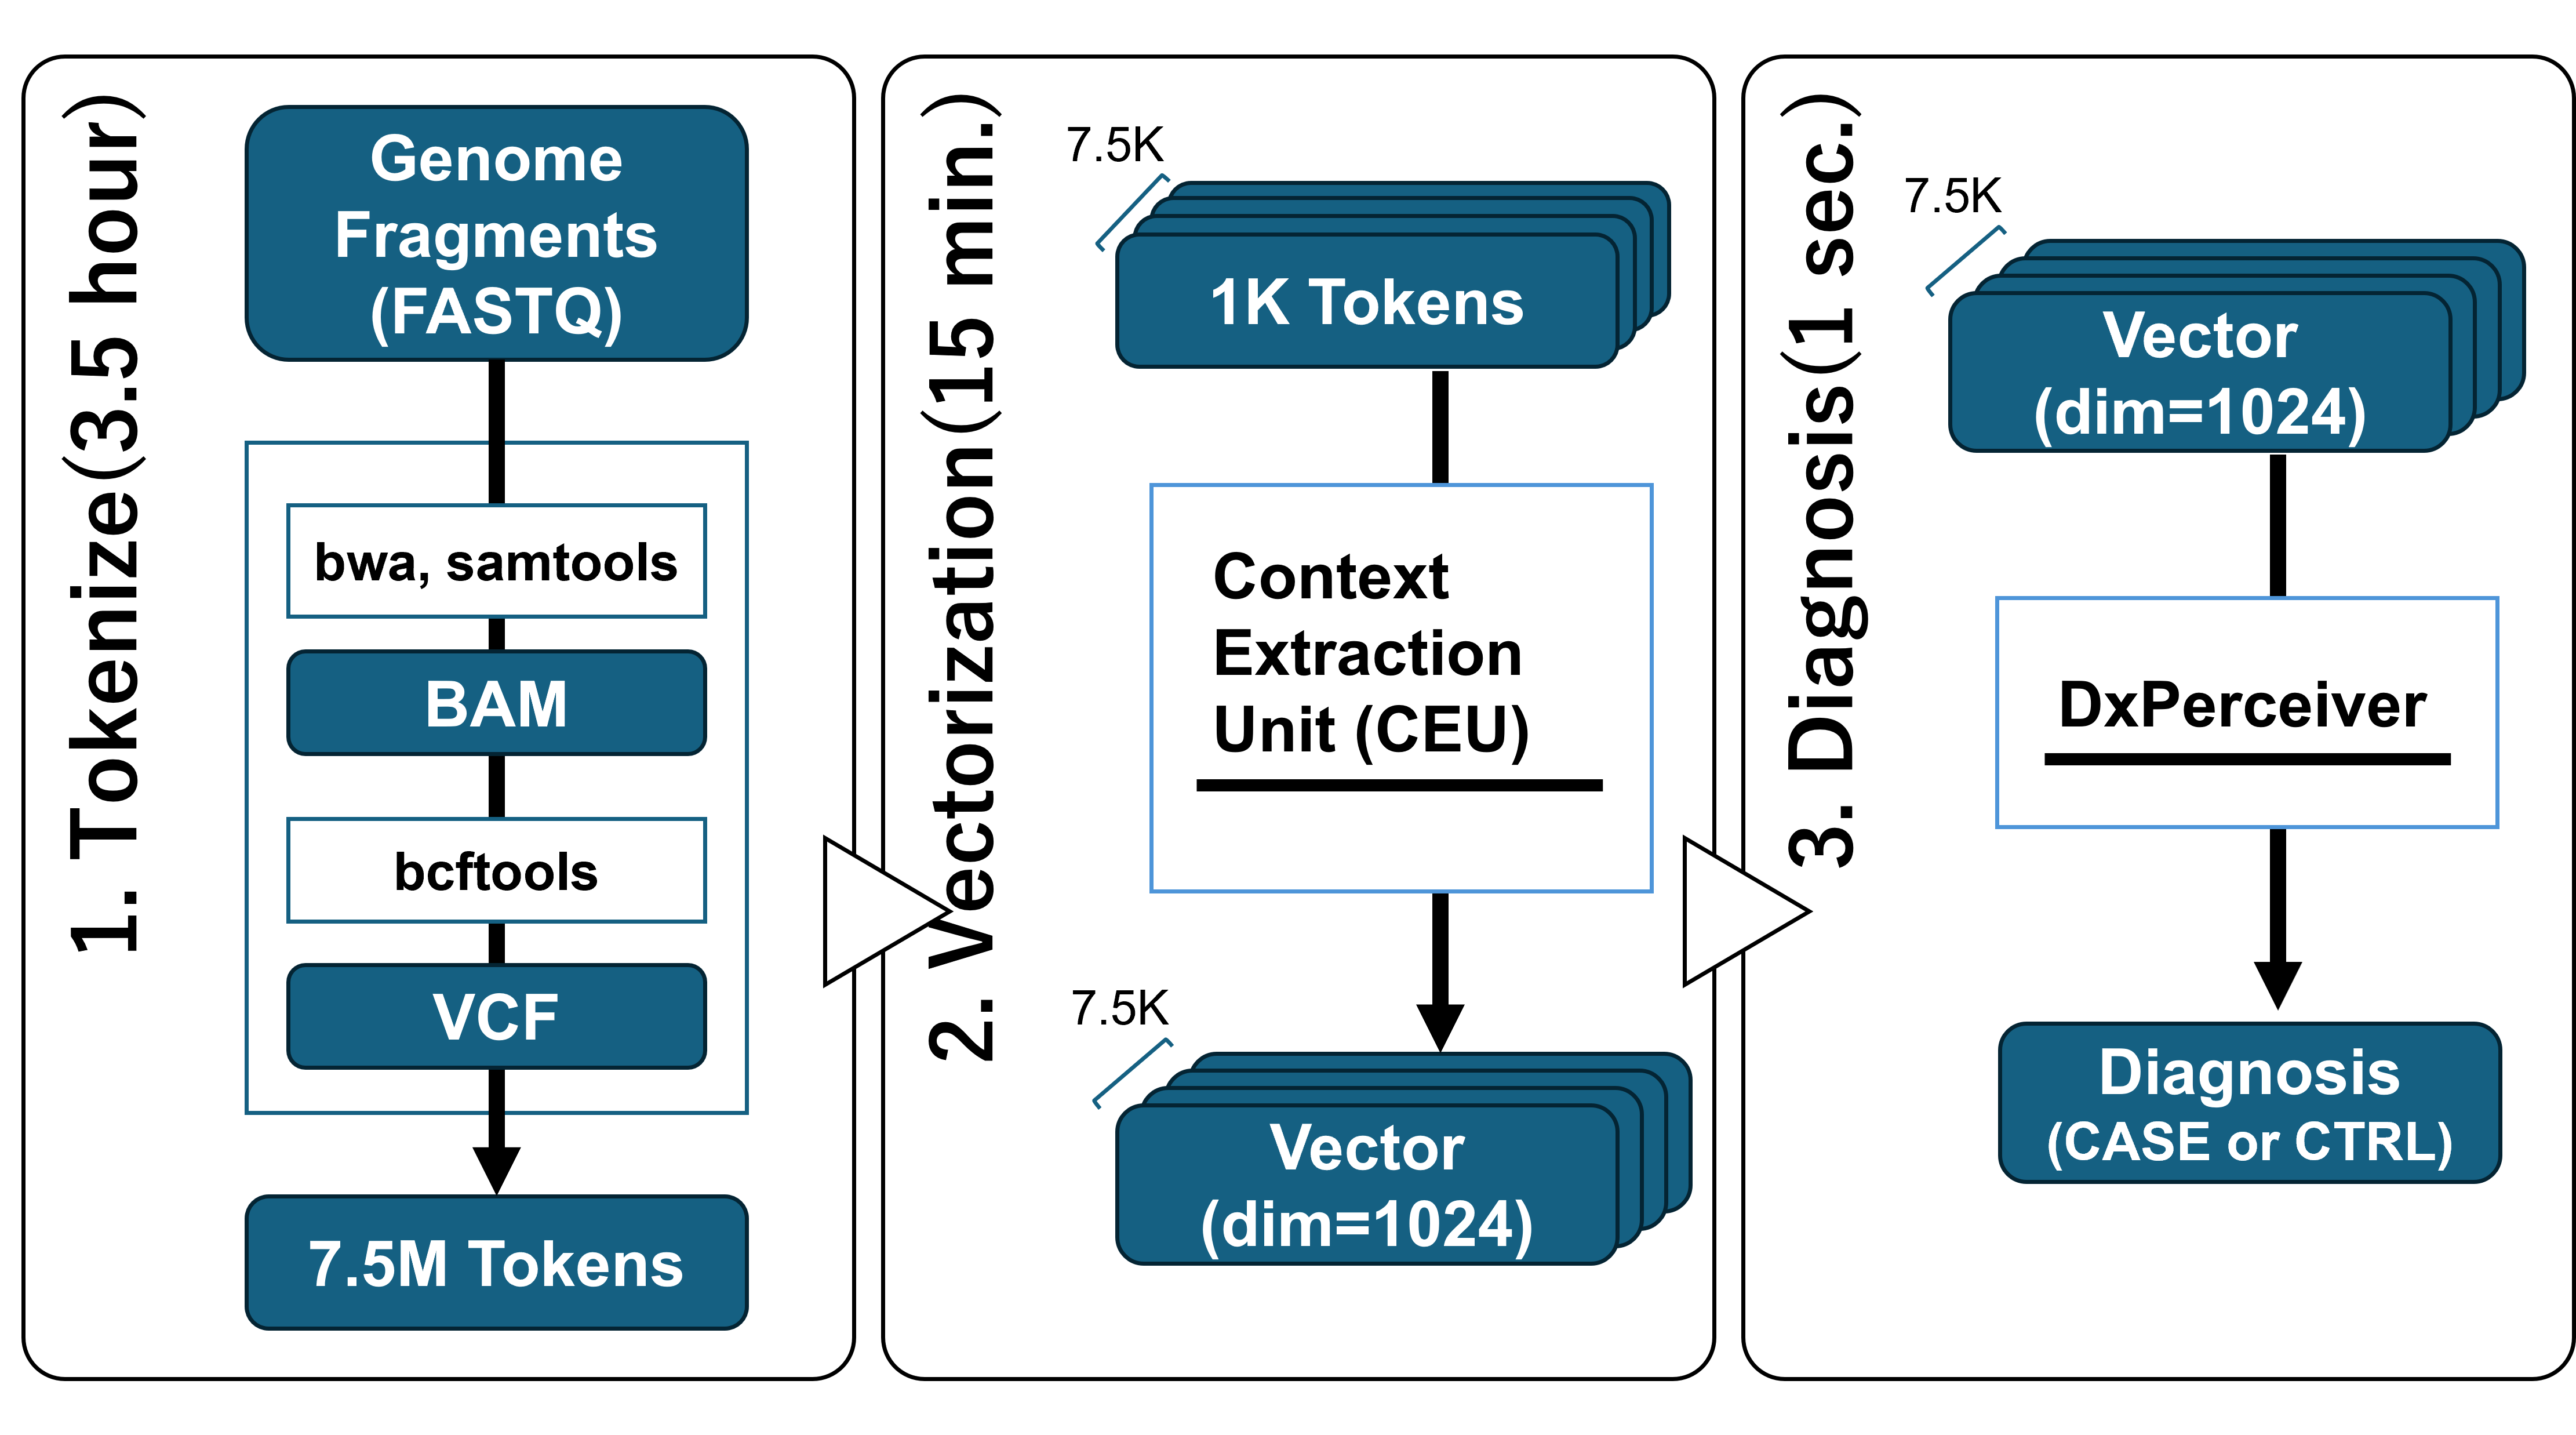 1. Tokenize(3.5 hour)
Genome
Fragments
(FASTQ)
bwa, samtools
BAM
bcftools
VCF
7.5M Tokens
2. Vectorization(15 min.)
7.5K
1K Tokens
Context
Extraction
Unit (CEU)
7.5K
Vector
(dim=1024)
3. Diagnosis(1 sec.)
7.5K
Vector
(dim=1024)
DxPerceiver
Diagnosis
(CASE or CTRL)